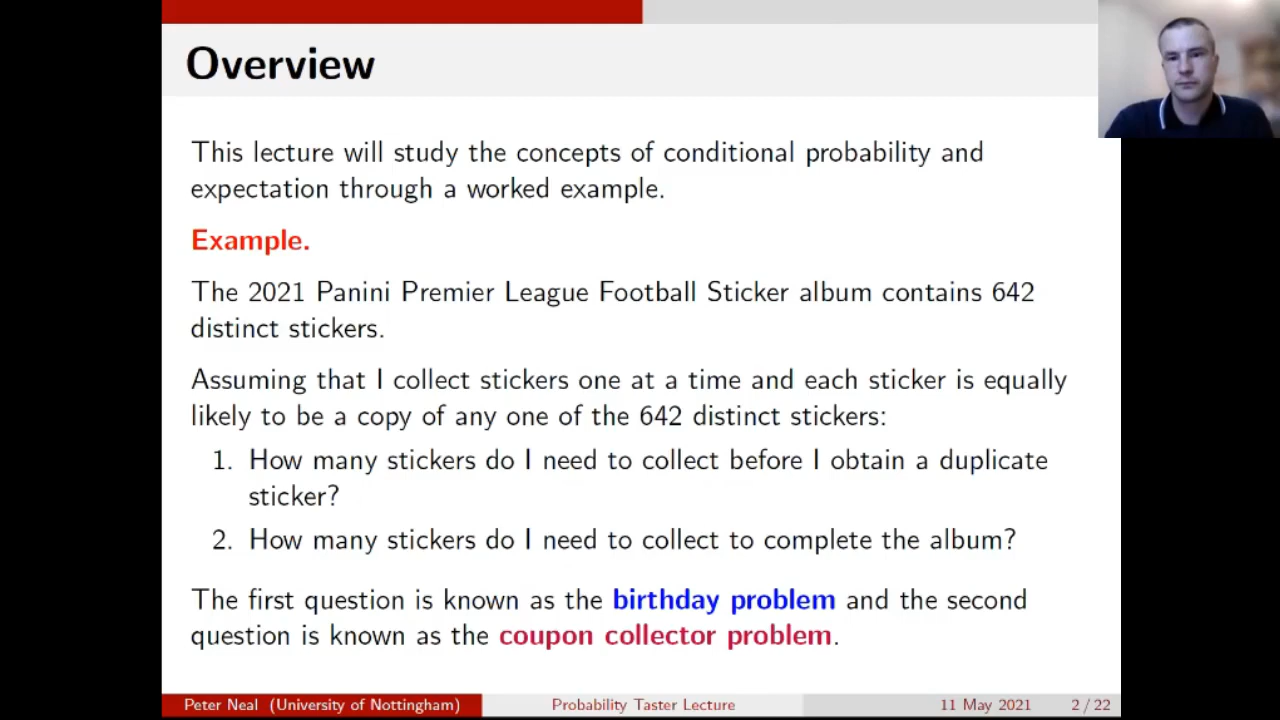 Overview
This lecture will study the concepts of conditional probability and
expectation through a worked example.
Example.
The 2021 Panini Premier League Football Sticker album contains 642
distinct stickers.
Assuming that I collect stickers one at a time and each sticker is equally
likely to be a copy of any one of the 642 distinct stickers:
1. How many stickers do I need to collect before I obtain a duplicate
sticker?
2. How many stickers do I need to collect to complete the album?
The first question is known as the birthday problem and the second
question is known as the coupon collector problem.
Peter Neal (University of Nottingham) Probability Taster Lecture 11 May 2021 2 / 22